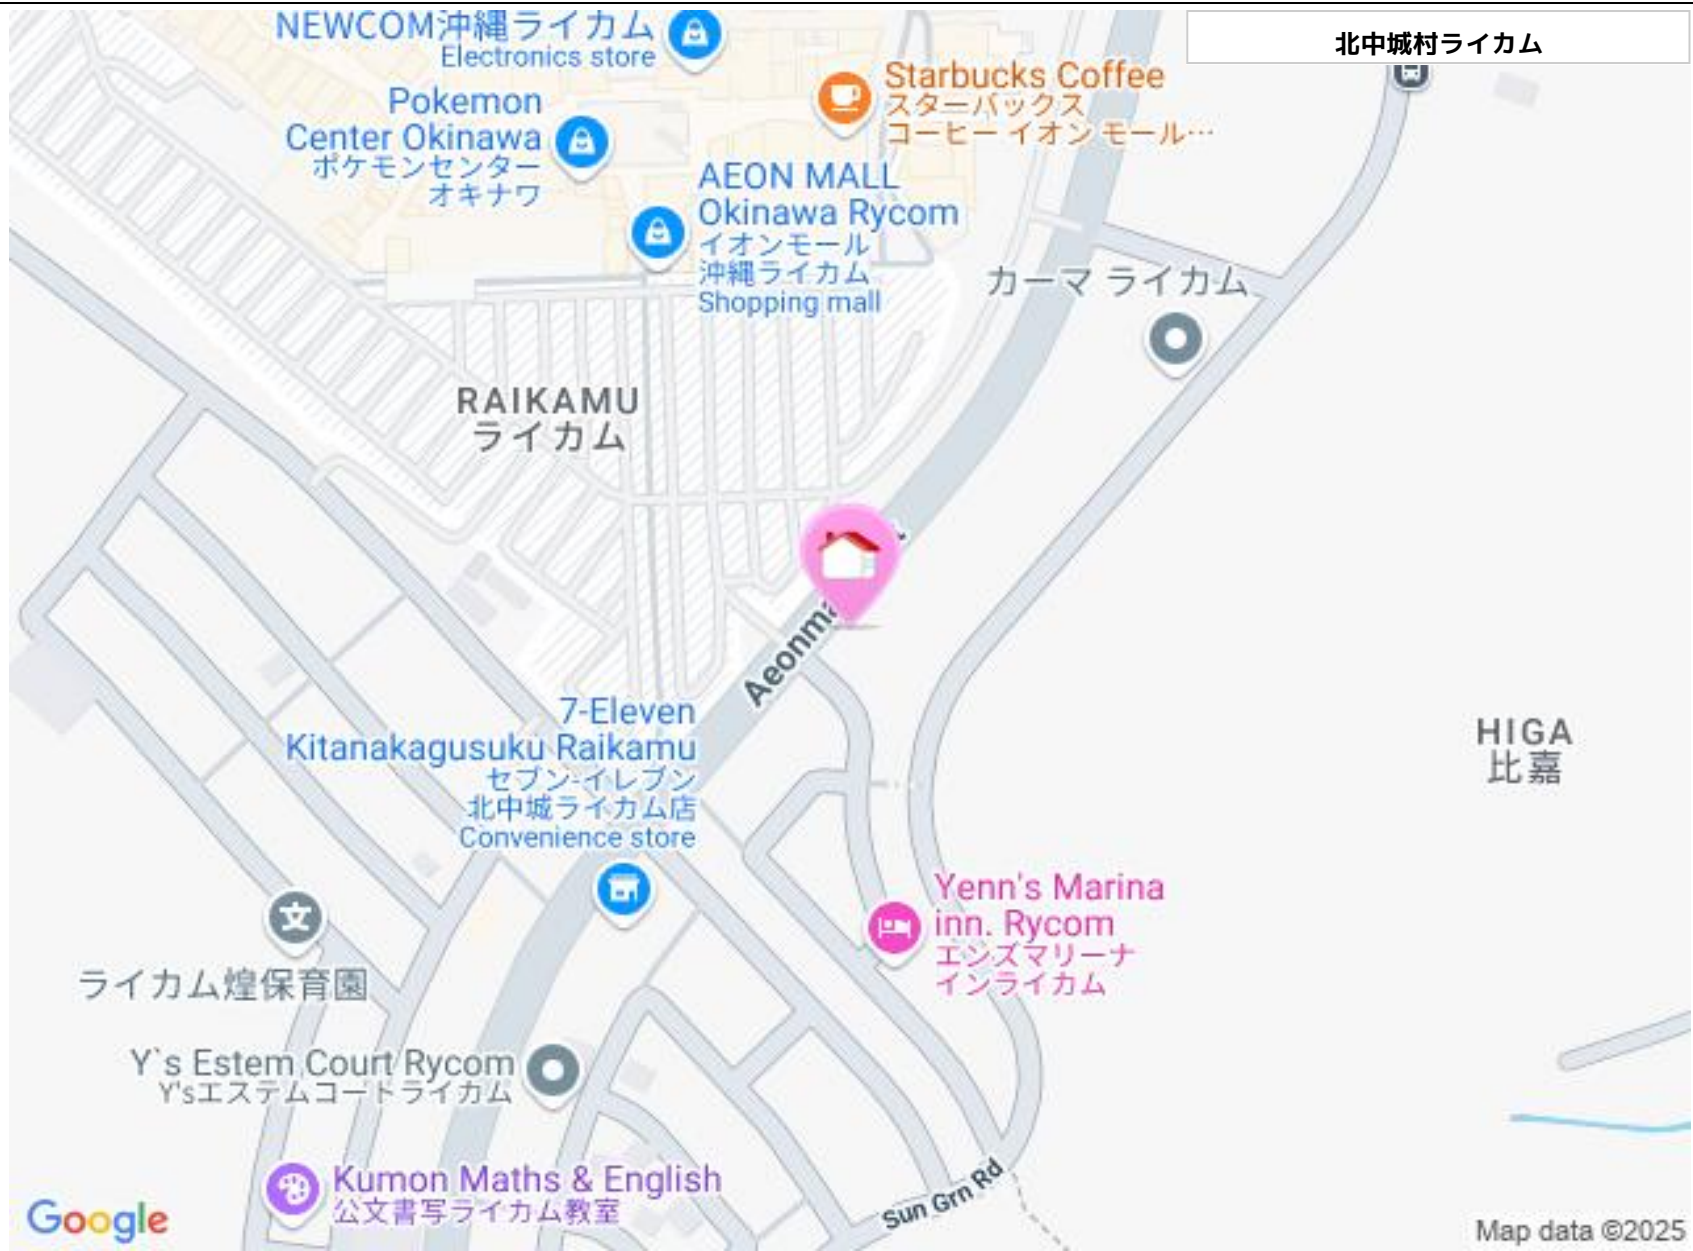 NEWCOM沖縄ライカム
Electronics store
北中城村ライカム
Pokemon
Center Okinawa
ポケモンセンター
オキナワ
Starbucks Coffee
スターバックス
コーヒー イオン モール…
AEON MALL
Okinawa Rycom
イオンモール
沖縄ライカム
Shopping mall
カーマ ライカム
RAIKAMU
ライカム
Aeonma
7-Eleven
Kitanakagusuku Raikamu
セブン-イレブン
北中城ライカム店
Convenience store
HIGA
比嘉
Yenn's Marina
inn. Rycom
エンズマリーナ
インライカム
文
ライカム煌保育園
Y`s Estem Court Rycom
Y'sエステムコートライカム
Kumon Maths & English
公文書写ライカム教室
Sun Grn Rd
Google
Map data ©2025